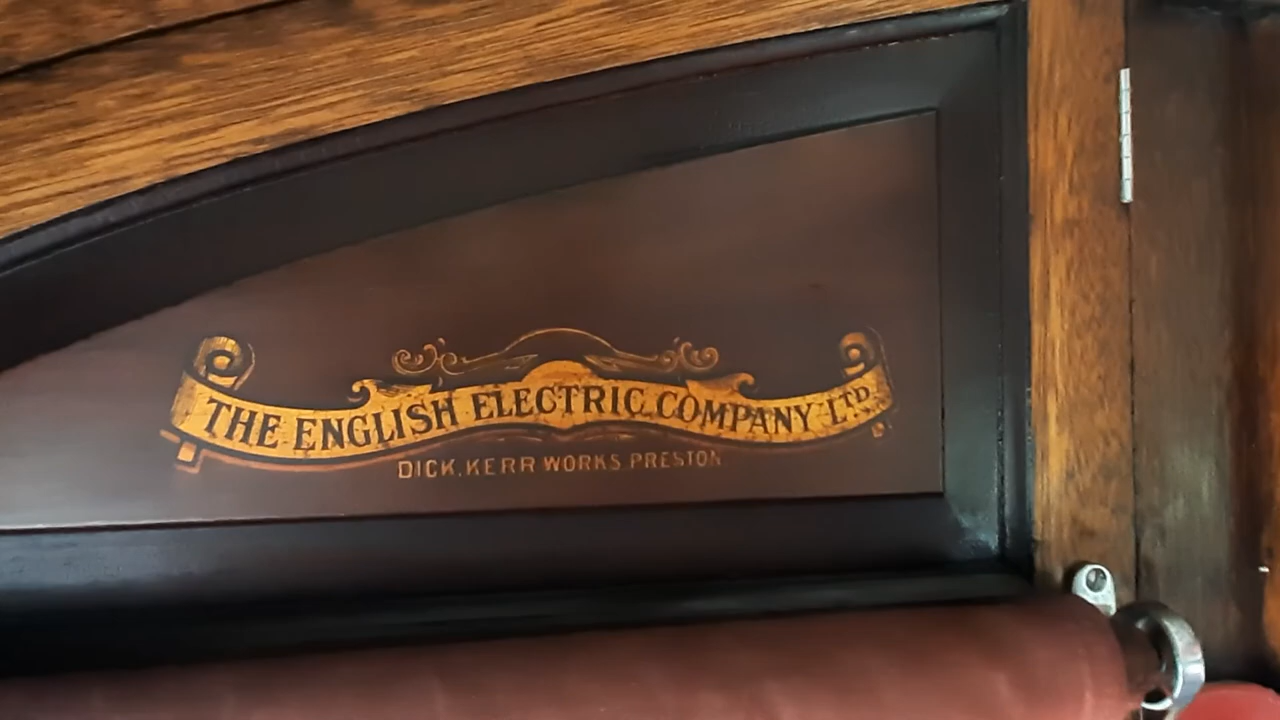 THE ENGLISH ELECTRIC COMPANY LTD
DICK, KERR WORKS PRESTON.